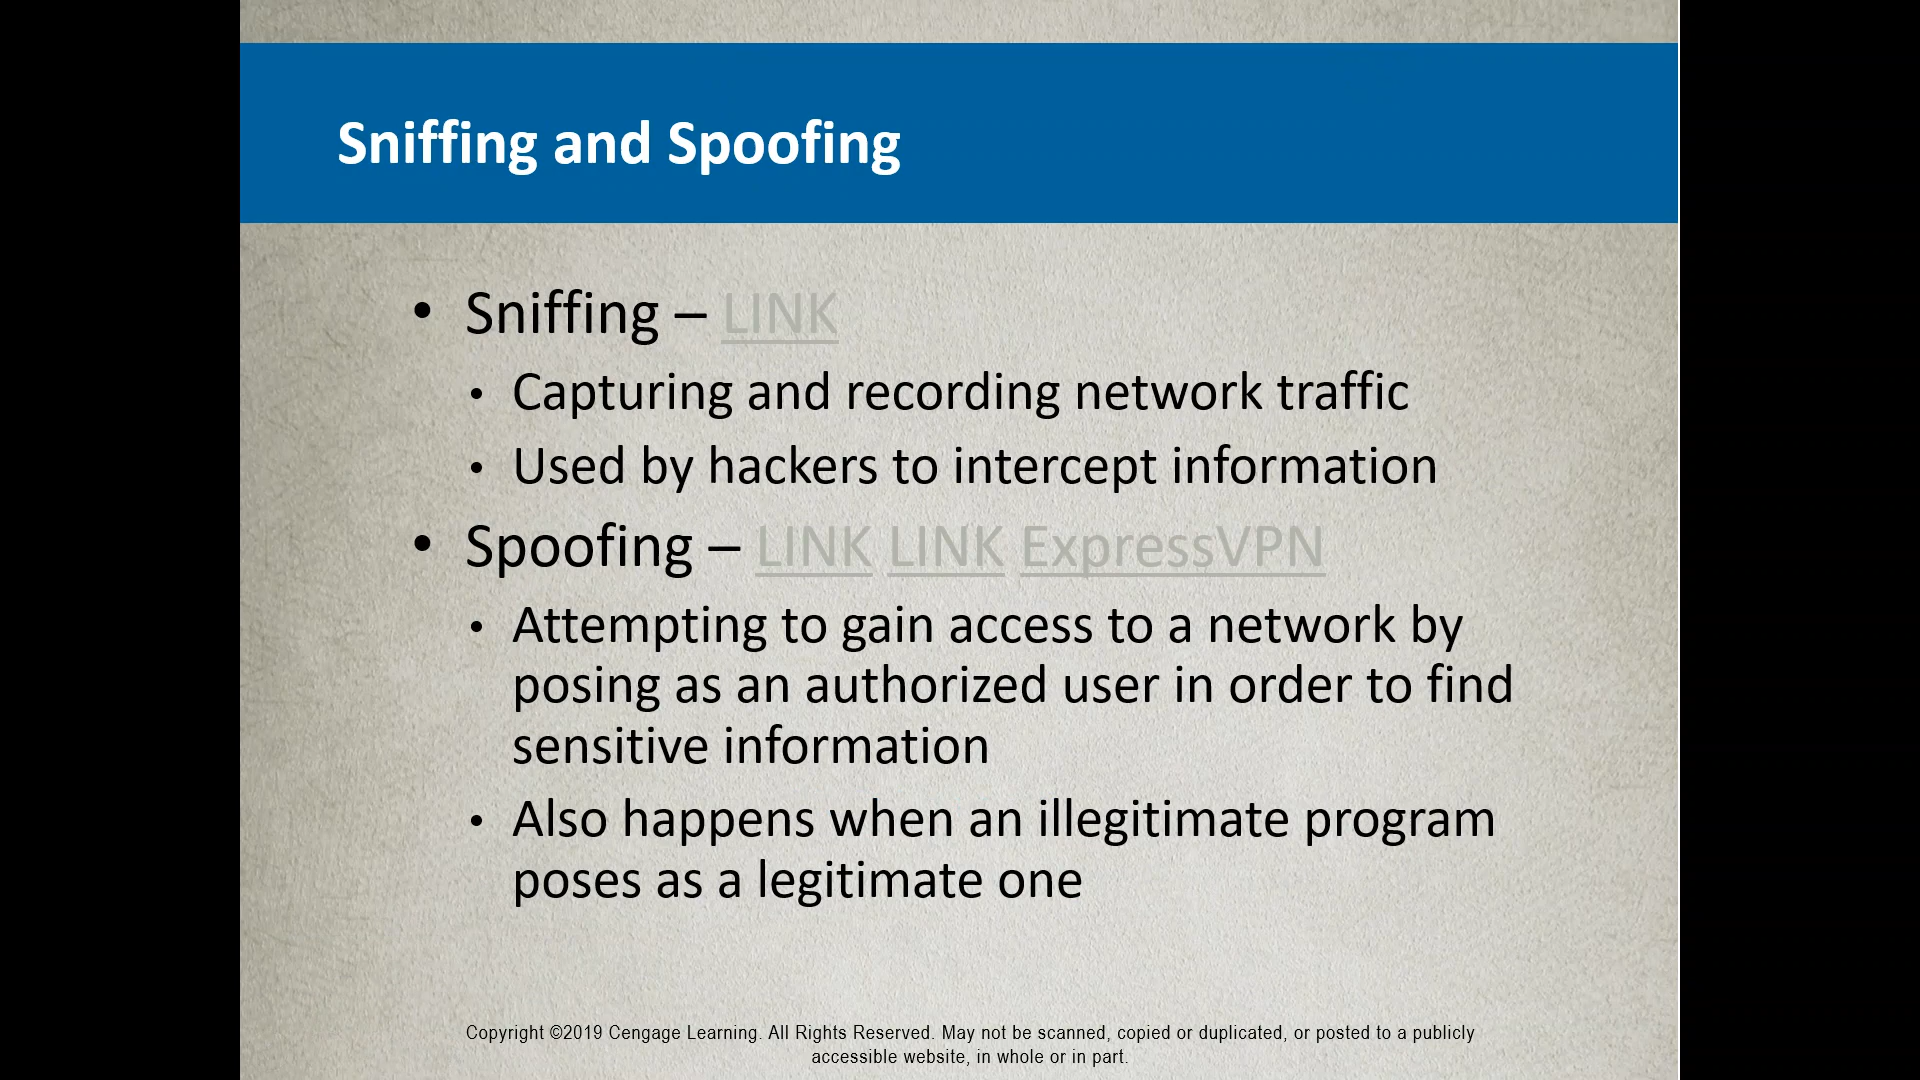 Sniffing and Spoofing
• Sniffing – LINK
• Capturing and recording network traffic
• Used by hackers to intercept information
• Spoofing – LINK LINK ExpressVPN
• Attempting to gain access to a network by
posing as an authorized user in order to find
sensitive information
• Also happens when an illegitimate program
poses as a legitimate one
Copyright ©2019 Cengage Learning. All Rights Reserved. May not be scanned, copied or duplicated, or posted to a publicly
accessible website, in whole or in part.